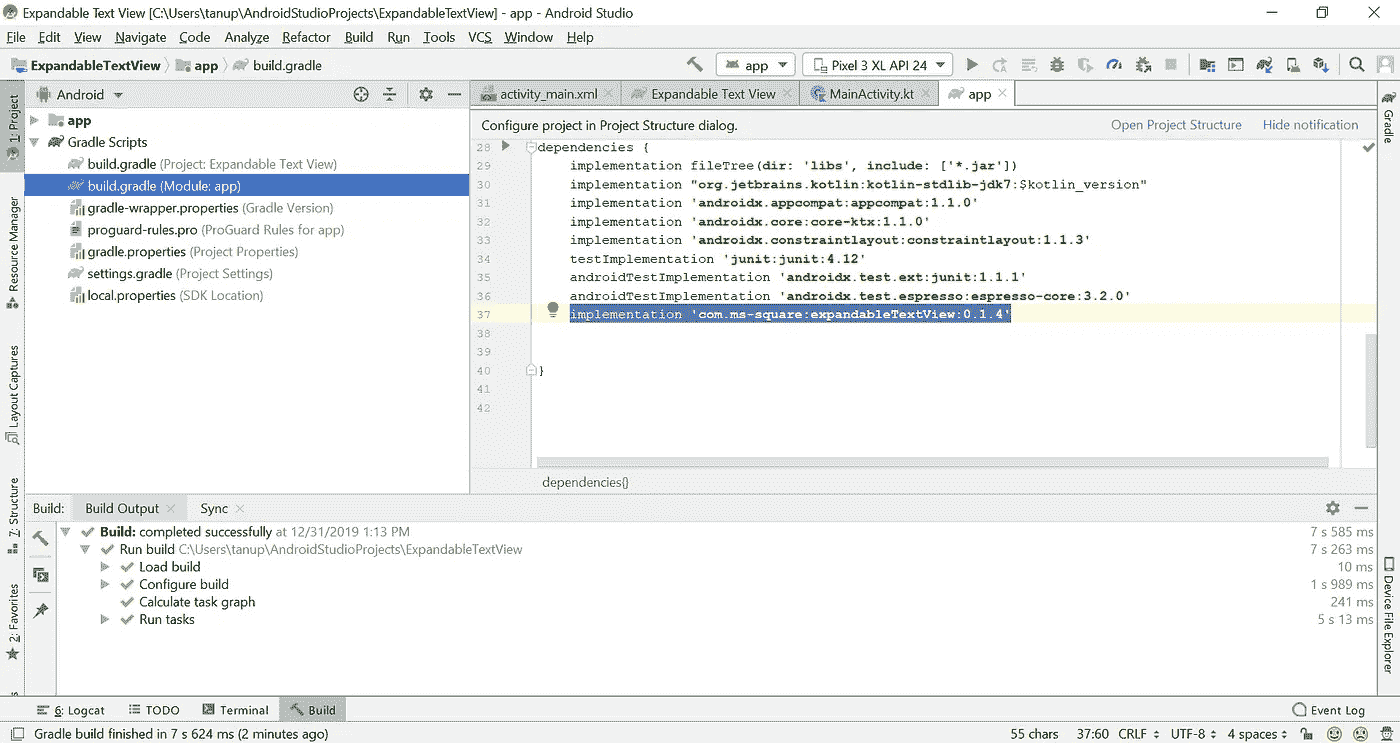 Expandable Text View [C:\Users\tanup\AndroidStudioProjects\ExpandableTextView] - app - Android Studio
File Edit View Navigate Code Analyze Refactor Build Run Tools VCS Window Help
ExpandableTextView app build.gradle app Pixel 3 XL API 24
1: Project
Resource Manager
Layout Captures
7: Structure
2: Favorites
Android
app
Gradle Scripts
build.gradle (Project: Expandable Text View)
build.gradle (Module: app)
gradle-wrapper.properties (Gradle Version)
proguard-rules.pro (ProGuard Rules for app)
gradle.properties (Project Properties)
settings.gradle (Project Settings)
local.properties (SDK Location)
activity_main.xml Expandable Text View MainActivity.kt app
Configure project in Project Structure dialog. Open Project Structure Hide notification
28 dependencies {
29 implementation fileTree(dir: 'libs', include: ['*.jar'])
30 implementation "org.jetbrains.kotlin:kotlin-stdlib-jdk7:$kotlin_version"
31 implementation 'androidx.appcompat:appcompat:1.1.0'
32 implementation 'androidx.core:core-ktx:1.1.0'
33 implementation 'androidx.constraintlayout:constraintlayout:1.1.3'
34 testImplementation 'junit:junit:4.12'
35 androidTestImplementation 'androidx.test.ext:junit:1.1.1'
36 androidTestImplementation 'androidx.test.espresso:espresso-core:3.2.0'
37 implementation 'com.ms-square:expandableTextView:0.1.4'
38
39
40 }
41
42
dependencies{}
Gradle
Device File Explorer
Build: Build Output Sync
Build: completed successfully at 12/31/2019 1:13 PM 7 s 585 ms
Run build C:\Users\tanup\AndroidStudioProjects\ExpandableTextView 7 s 263 ms
Load build 10 ms
Configure build 1 s 989 ms
Calculate task graph 241 ms
Run tasks 5 s 13 ms
6: Logcat TODO Terminal Build Event Log
Gradle build finished in 7 s 624 ms (2 minutes ago) 55 chars 37:60 CRLF UTF-8 4 spaces